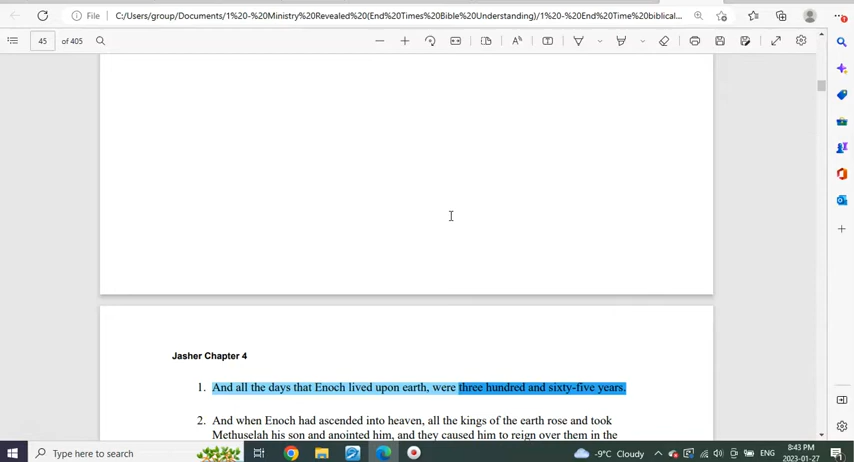 File
C:/Users/group/Documents/1%20-%20Ministry%20Revealed%20(End%20Times%20Bible%20Understanding)/1%20-%20End%20Time%20biblical...
45
of 405
Jasher Chapter 4
1. And all the days that Enoch lived upon earth, were three hundred and sixty-five years.
2. And when Enoch had ascended into heaven, all the kings of the earth rose and took
Methuselah his son and anointed him, and they caused him to reign over them in the
Type here to search
-9°C Cloudy
ENG
8:43 PM
2023-01-27